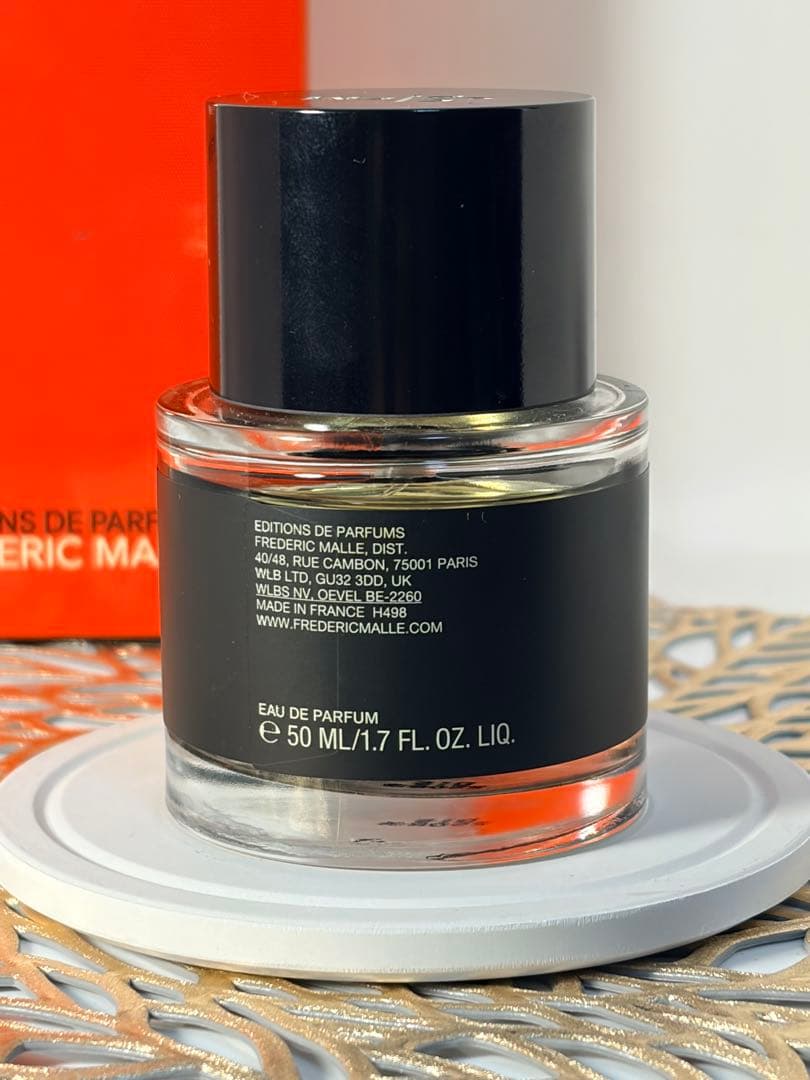 NS DE PARF
ERIC MA
EDITIONS DE PARFUMS
FREDERIC MALLE, DIST.
40/48, RUE CAMBON, 75001 PARIS
WLB LTD, GU32 3DD, UK
WLBS NV, OEVEL BE-2260
MADE IN FRANCE H498
WWW.FREDERICMALLE.COM
EAU DE PARFUM
℮ 50 ML/1.7 FL. OZ. LIQ.